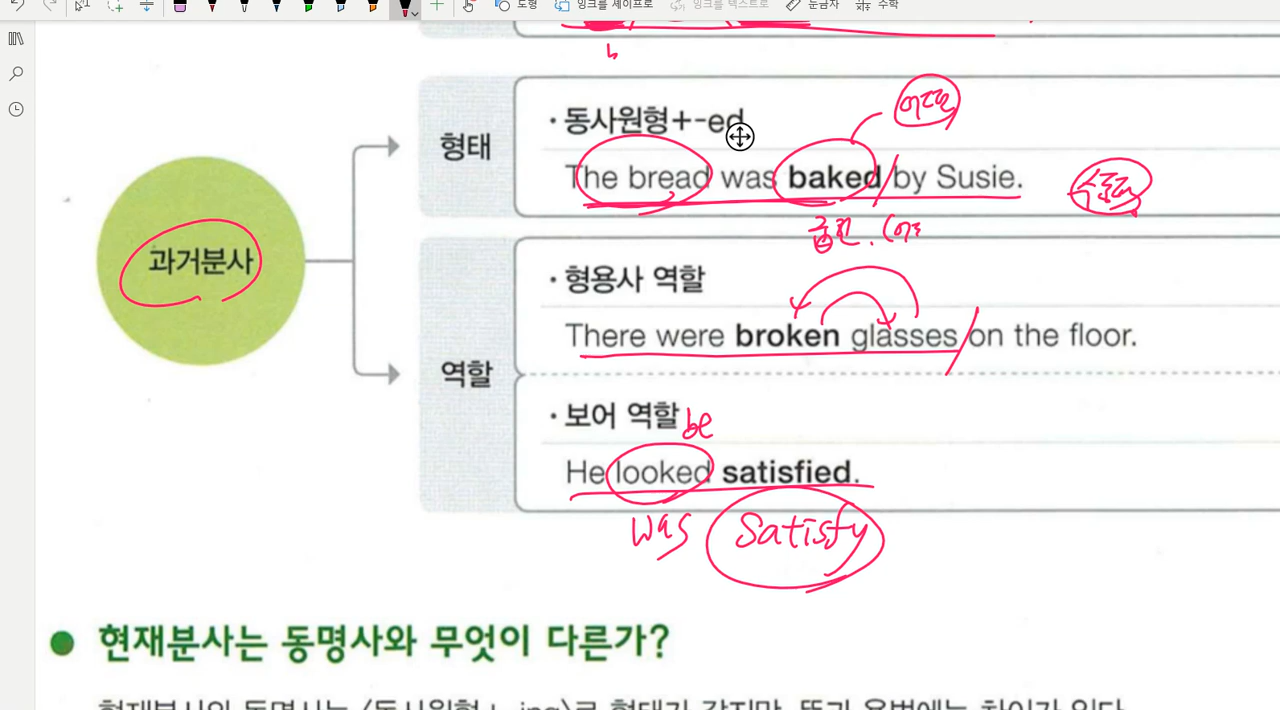 도형 잉크를 셰이프로 잉크를 텍스트로 눈금자 수학
과거분사
형태
· 동사원형+-ed
The bread was baked by Susie.
역할
· 형용사 역할
There were broken glasses on the floor.
· 보어 역할 be
He looked satisfied.
was Satisfy
● 현재분사는 동명사와 무엇이 다른가?